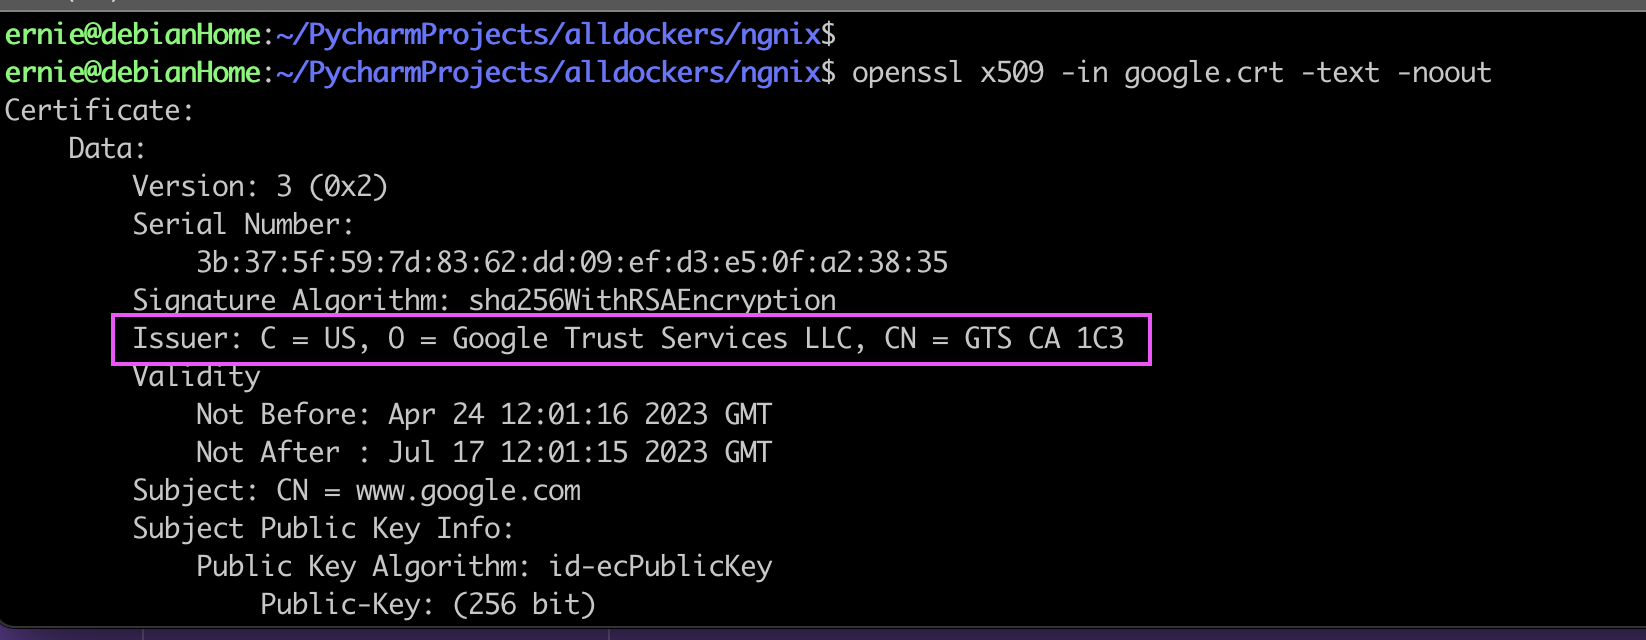 ernie@debianHome:~/PycharmProjects/alldockers/ngnix$
ernie@debianHome:~/PycharmProjects/alldockers/ngnix$ openssl x509 -in google.crt -text -noout
Certificate:
    Data:
        Version: 3 (0x2)
        Serial Number:
            3b:37:5f:59:7d:83:62:dd:09:ef:d3:e5:0f:a2:38:35
        Signature Algorithm: sha256WithRSAEncryption
        Issuer: C = US, O = Google Trust Services LLC, CN = GTS CA 1C3
        Validity
            Not Before: Apr 24 12:01:16 2023 GMT
            Not After : Jul 17 12:01:15 2023 GMT
        Subject: CN = www.google.com
        Subject Public Key Info:
            Public Key Algorithm: id-ecPublicKey
                Public-Key: (256 bit)